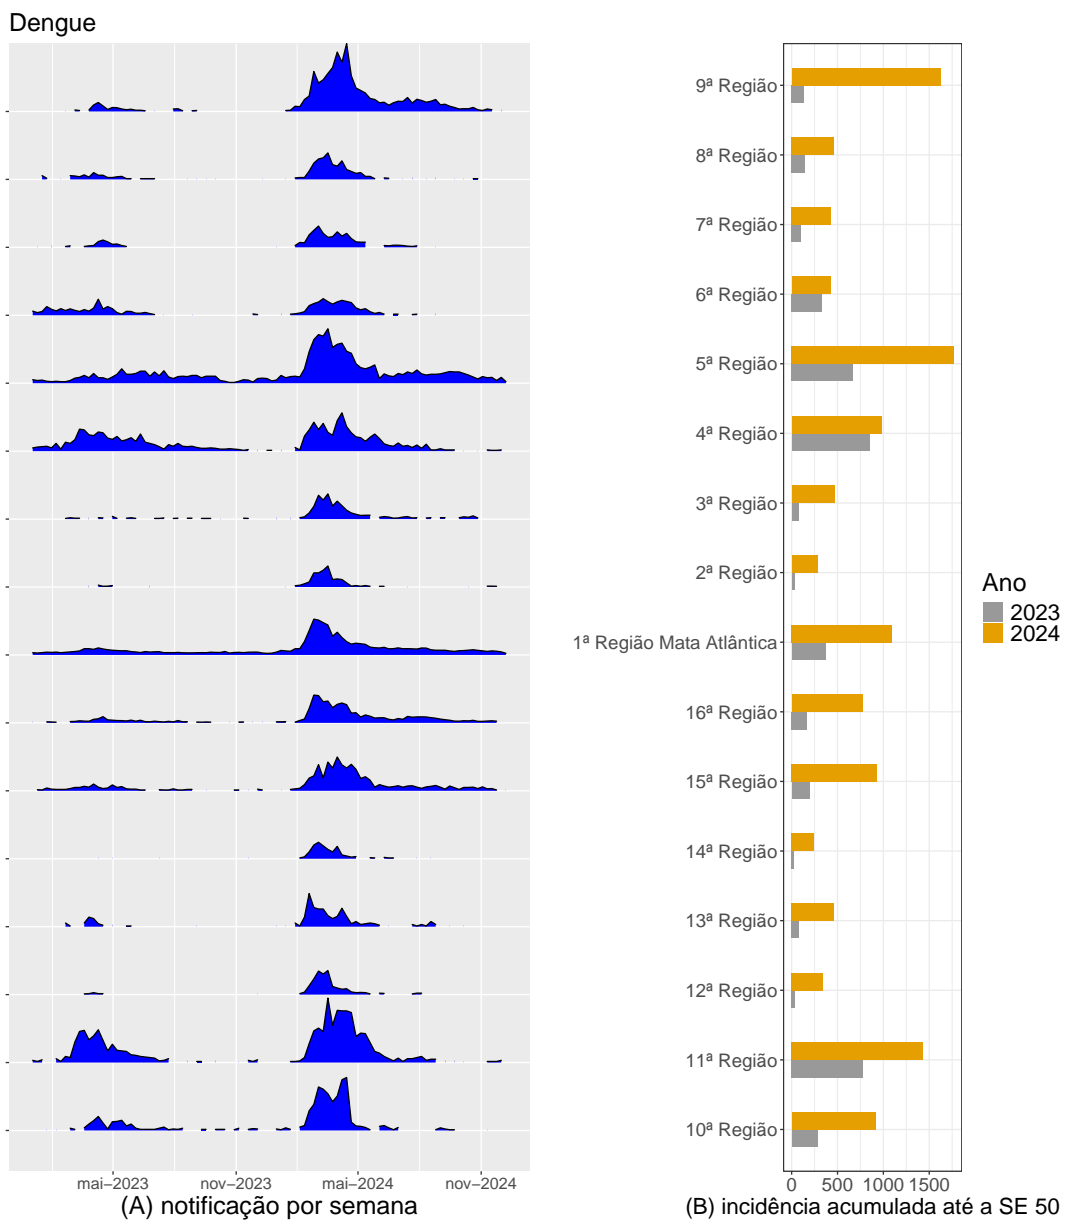 Dengue
9ª Região
8ª Região
7ª Região
6ª Região
5ª Região
4ª Região
3ª Região
2ª Região
1ª Região Mata Atlântica
16ª Região
15ª Região
14ª Região
13ª Região
12ª Região
11ª Região
10ª Região
Ano
2023
2024
mai–2023 nov–2023 mai–2024 nov–2024
0 500 1000 1500
(A) notificação por semana
(B) incidência acumulada até a SE 50